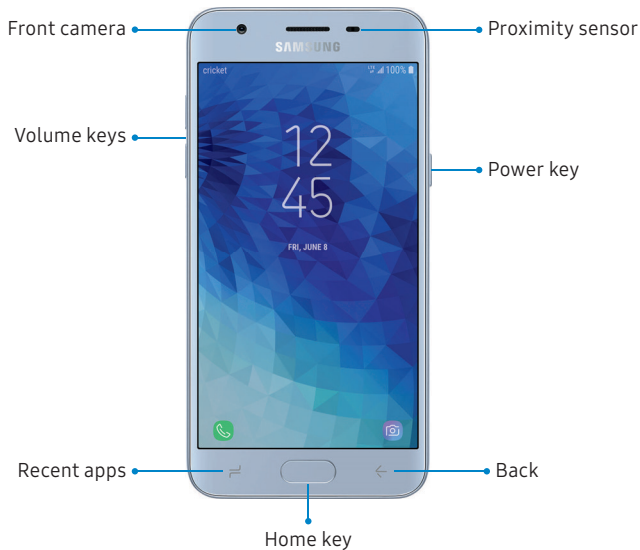 Front camera
Proximity sensor
SAMSUNG
cricket
LTE 100%
Volume keys
12
45
Power key
FRI, JUNE 8
Recent apps
Back
Home key